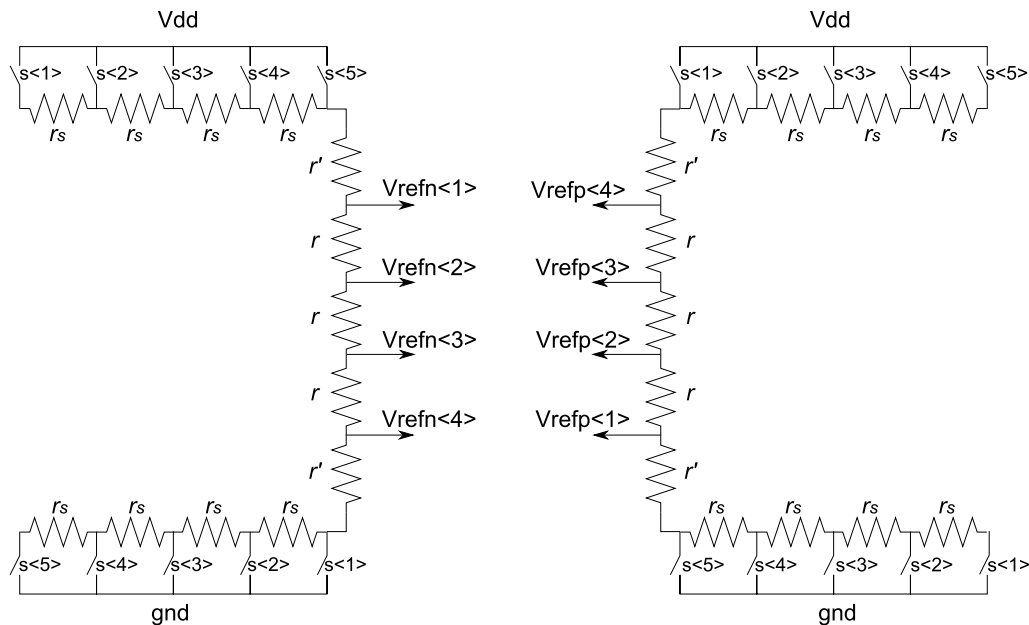 Vdd
Vdd
s<1> s<2> s<3> s<4> s<5>
s<1> s<2> s<3> s<4> s<5>
rs rs rs rs
rs rs rs rs
r'
r'
Vrefn<1>
Vrefp<4>
r
r
Vrefn<2>
Vrefp<3>
r
r
Vrefn<3>
Vrefp<2>
r
r
Vrefn<4>
Vrefp<1>
r'
r'
rs rs rs rs
rs rs rs rs
s<5> s<4> s<3> s<2> s<1>
s<5> s<4> s<3> s<2> s<1>
gnd
gnd